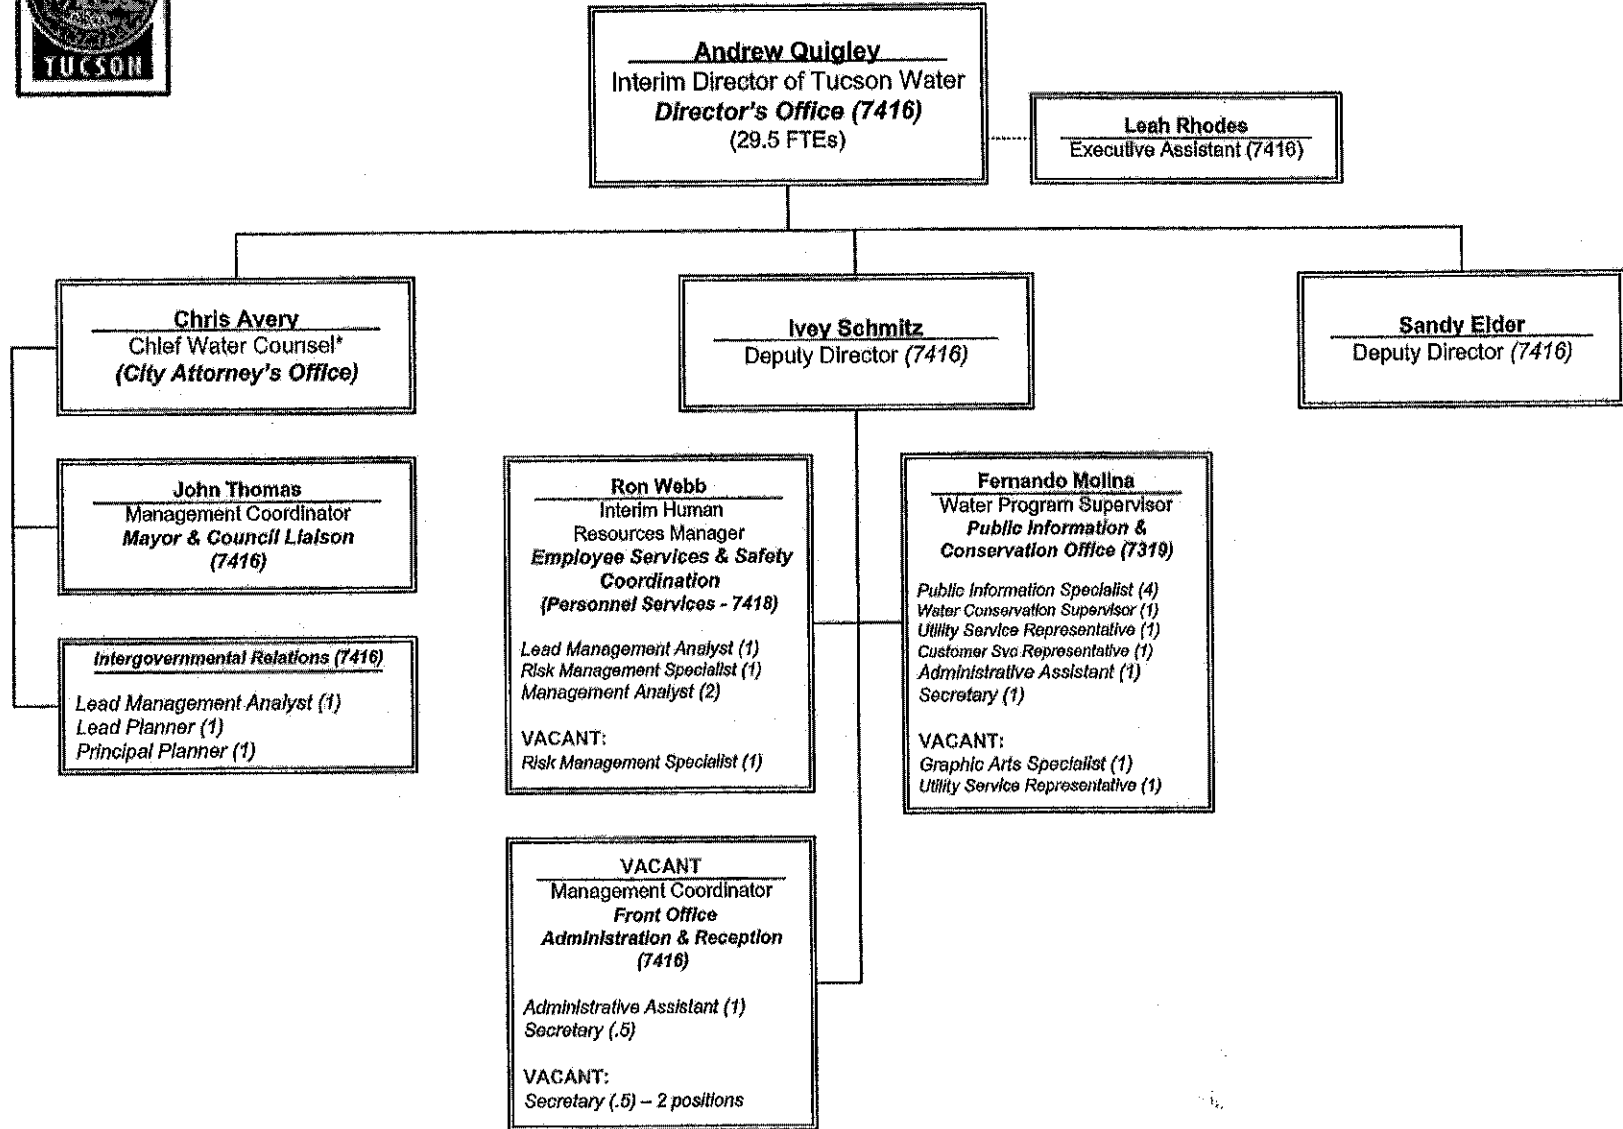 TUCSON
Andrew Quigley
Interim Director of Tucson Water
Director's Office (7416)
(29.5 FTEs)
Leah Rhodes
Executive Assistant (7416)
Chris Avery
Chief Water Counsel*
(City Attorney's Office)
Ivey Schmitz
Deputy Director (7416)
Sandy Elder
Deputy Director (7416)
John Thomas
Management Coordinator
Mayor & Council Liaison
(7416)
Intergovernmental Relations (7416)
Lead Management Analyst (1)
Lead Planner (1)
Principal Planner (1)
Ron Webb
Interim Human
Resources Manager
Employee Services & Safety
Coordination
(Personnel Services - 7418)
Lead Management Analyst (1)
Risk Management Specialist (1)
Management Analyst (2)
VACANT:
Risk Management Specialist (1)
Fernando Molina
Water Program Supervisor
Public Information &
Conservation Office (7319)
Public Information Specialist (4)
Water Conservation Supervisor (1)
Utility Service Representative (1)
Customer Svc Representative (1)
Administrative Assistant (1)
Secretary (1)
VACANT:
Graphic Arts Specialist (1)
Utility Service Representative (1)
VACANT
Management Coordinator
Front Office
Administration & Reception
(7416)
Administrative Assistant (1)
Secretary (.5)
VACANT:
Secretary (.5) – 2 positions